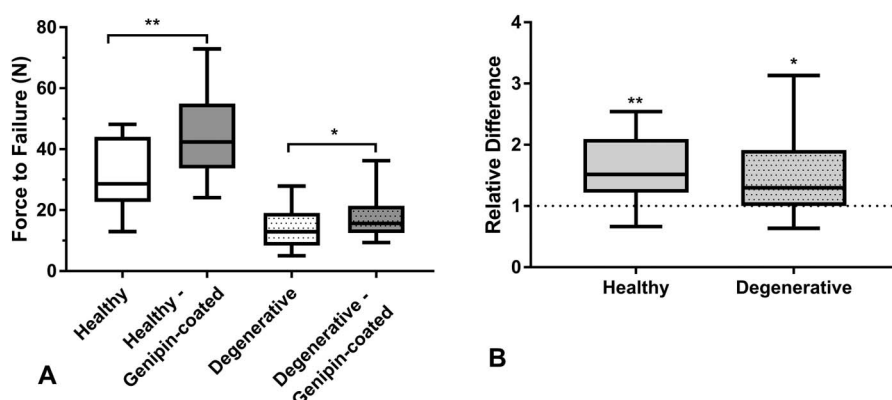 Force to Failure (N)
80
60
40
20
0
**
*
Healthy
Healthy -
Genipin-coated
Degenerative
Degenerative -
Genipin-coated
A
Relative Difference
4
3
2
1
0
**
*
Healthy
Degenerative
B